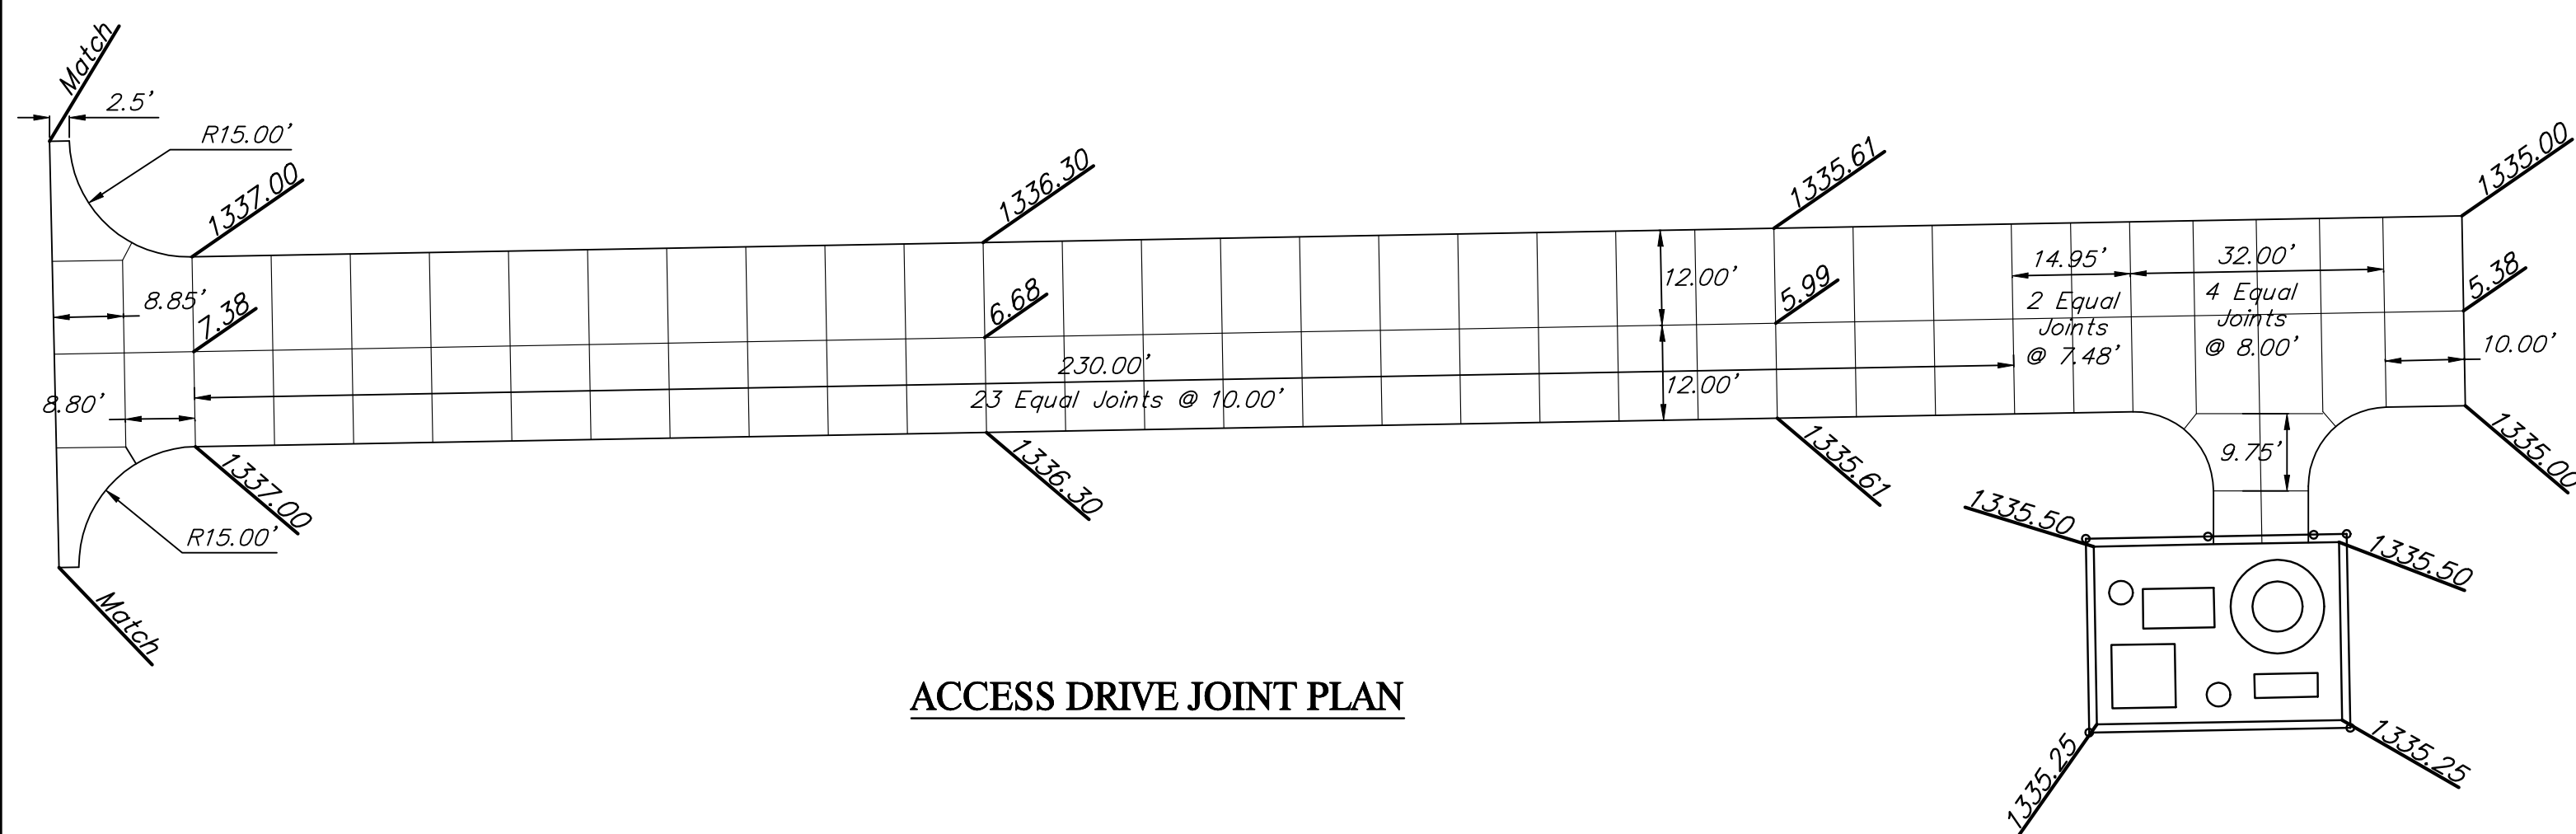 Match
2.5'
R15.00'
1337.00
1336.30
1335.61
1335.00
8.85'
7.38
6.68
5.99
5.38
12.00'
12.00'
14.95'
2 Equal
Joints
@ 7.48'
32.00'
4 Equal
Joints
@ 8.00'
10.00'
8.80'
230.00'
23 Equal Joints @ 10.00'
9.75'
1337.00
1336.30
1335.61
1335.00
R15.00'
Match
1335.50
1335.50
1335.25
1335.25
ACCESS DRIVE JOINT PLAN